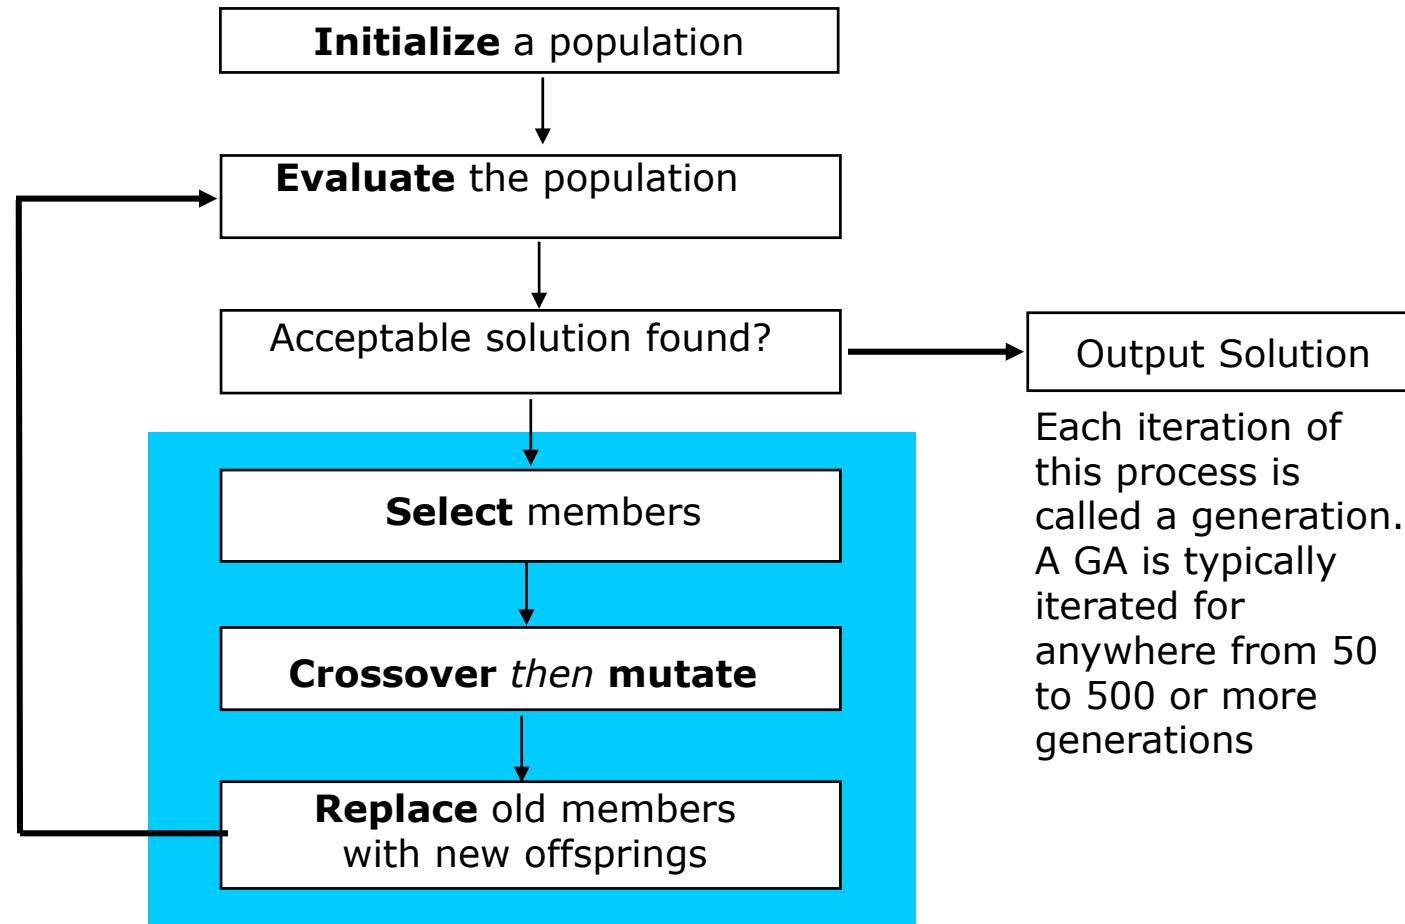 Initialize a population
Evaluate the population
Acceptable solution found?
Output Solution
Each iteration of
this process is
called a generation.
A GA is typically
iterated for
anywhere from 50
to 500 or more
generations
Select members
Crossover then mutate
Replace old members
with new offsprings